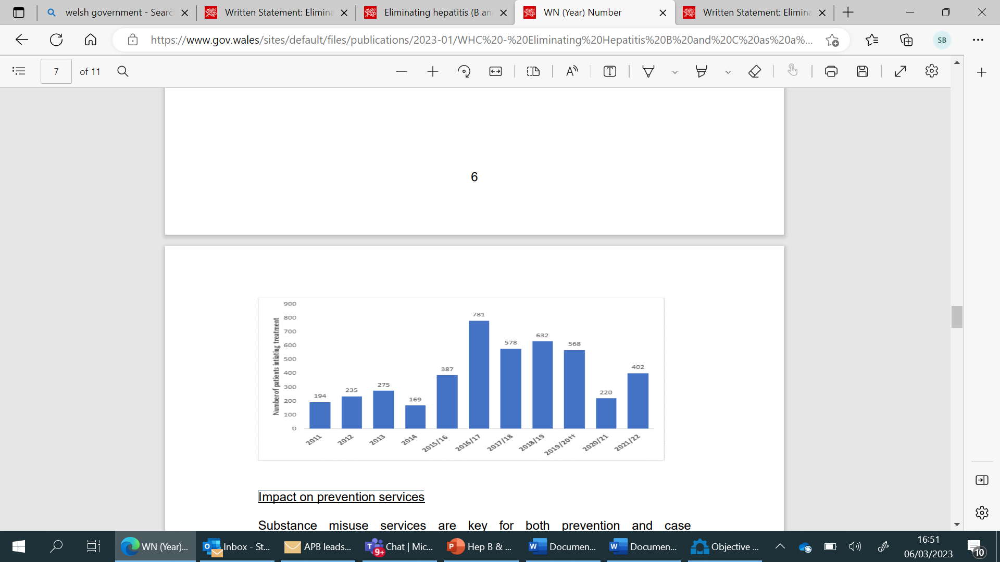 welsh government - Searc
Written Statement: Elimina
Eliminating hepatitis (B an
WN (Year) Number
Written Statement: Elimina
https://www.gov.wales/sites/default/files/publications/2023-01/WHC%20-%20Eliminating%20Hepatitis%20B%20and%20C%20as%20a%...
SB
7 of 11
6
Number of patients intiating treatment
900
800
700
600
500
400
300
200
100
0
194
235
275
169
387
781
578
632
568
220
402
2011
2012
2013
2014
2015/16
2016/17
2017/18
2018/19
2019/20††
2020/21
2021/22
Impact on prevention services
Substance misuse services are key for both prevention and case
WN (Year)...
Inbox - St...
APB leads...
9+
Chat | Mic...
Hep B & ...
Documen...
Documen...
Objective ...
16:51
06/03/2023
10